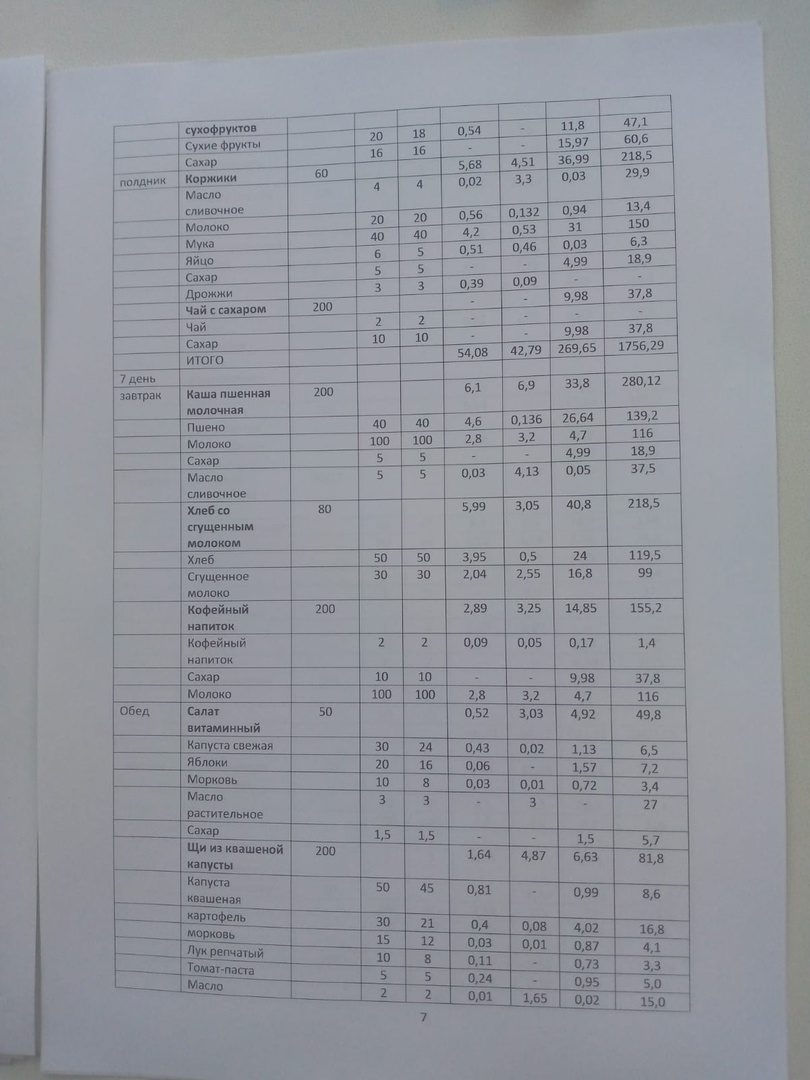 сухофруктов
Сухие фрукты 20 18 0,54 - 11,8 47,1
Сахар 16 16 - - 15,97 60,6
полдник Коржики 60 5,68 4,51 36,99 218,5
Масло 4 4 0,02 3,3 0,03 29,9
сливочное
Молоко 20 20 0,56 0,132 0,94 13,4
Мука 40 40 4,2 0,53 31 150
Яйцо 6 5 0,51 0,46 0,03 6,3
Сахар 5 5 - - 4,99 18,9
Дрожжи 3 3 0,39 0,09 - -
Чай с сахаром 200 - - 9,98 37,8
Чай 2 2 - - - -
Сахар 10 10 - - 9,98 37,8
ИТОГО 54,08 42,79 269,65 1756,29
7 день
завтрак Каша пшенная 200 6,1 6,9 33,8 280,12
молочная
Пшено 40 40 4,6 0,136 26,64 139,2
Молоко 100 100 2,8 3,2 4,7 116
Сахар 5 5 - - 4,99 18,9
Масло 5 5 0,03 4,13 0,05 37,5
сливочное
Хлеб со 80 5,99 3,05 40,8 218,5
сгущенным
молоком
Хлеб 50 50 3,95 0,5 24 119,5
Сгущенное 30 30 2,04 2,55 16,8 99
молоко
Кофейный 200 2,89 3,25 14,85 155,2
напиток
Кофейный 2 2 0,09 0,05 0,17 1,4
напиток
Сахар 10 10 - - 9,98 37,8
Молоко 100 100 2,8 3,2 4,7 116
Обед Салат 50 0,52 3,03 4,92 49,8
витаминный
Капуста свежая 30 24 0,43 0,02 1,13 6,5
Яблоки 20 16 0,06 - 1,57 7,2
Морковь 10 8 0,03 0,01 0,72 3,4
Масло 3 3 - 3 - 27
растительное
Сахар 1,5 1,5 - - 1,5 5,7
Щи из квашеной 200 1,64 4,87 6,63 81,8
капусты
Капуста 50 45 0,81 - 0,99 8,6
квашеная
картофель 30 21 0,4 0,08 4,02 16,8
морковь 15 12 0,03 0,01 0,87 4,1
Лук репчатый 10 8 0,11 - 0,73 3,3
Томат-паста 5 5 0,24 - 0,95 5,0
Масло 2 2 0,01 1,65 0,02 15,0
7